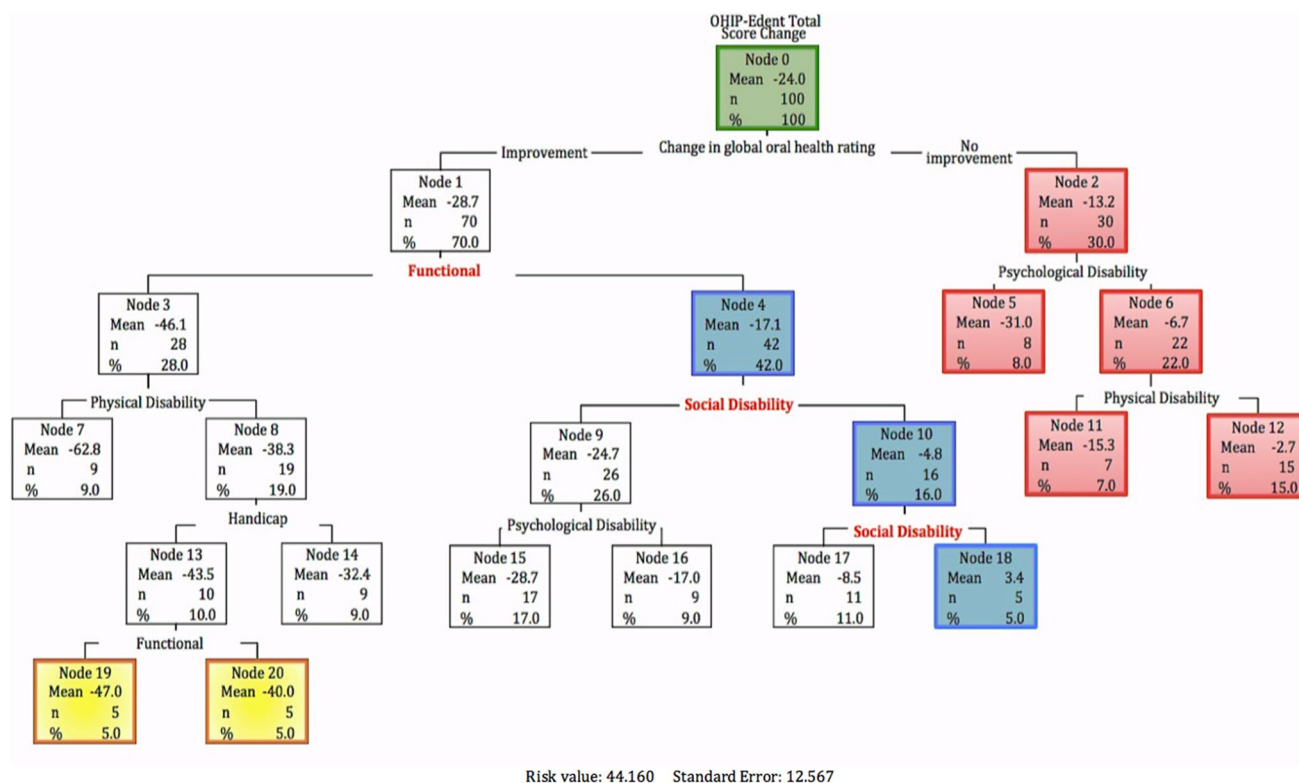 OHIP-Edent Total
Score Change
Node 0
Mean -24.0
n 100
% 100
Improvement
Change in global oral health rating
No
improvement
Node 1
Mean -28.7
n 70
% 70.0
Node 2
Mean -13.2
n 30
% 30.0
Functional
Psychological Disability
Node 3
Mean -46.1
n 28
% 28.0
Node 4
Mean -17.1
n 42
% 42.0
Node 5
Mean -31.0
n 8
% 8.0
Node 6
Mean -6.7
n 22
% 22.0
Physical Disability
Social Disability
Physical Disability
Node 7
Mean -62.8
n 9
% 9.0
Node 8
Mean -38.3
n 19
% 19.0
Node 9
Mean -24.7
n 26
% 26.0
Node 10
Mean -4.8
n 16
% 16.0
Node 11
Mean -15.3
n 7
% 7.0
Node 12
Mean -2.7
n 15
% 15.0
Handicap
Psychological Disability
Social Disability
Node 13
Mean -43.5
n 10
% 10.0
Node 14
Mean -32.4
n 9
% 9.0
Node 15
Mean -28.7
n 17
% 17.0
Node 16
Mean -17.0
n 9
% 9.0
Node 17
Mean -8.5
n 11
% 11.0
Node 18
Mean 3.4
n 5
% 5.0
Functional
Node 19
Mean -47.0
n 5
% 5.0
Node 20
Mean -40.0
n 5
% 5.0
Risk value: 44.160 Standard Error: 12.567